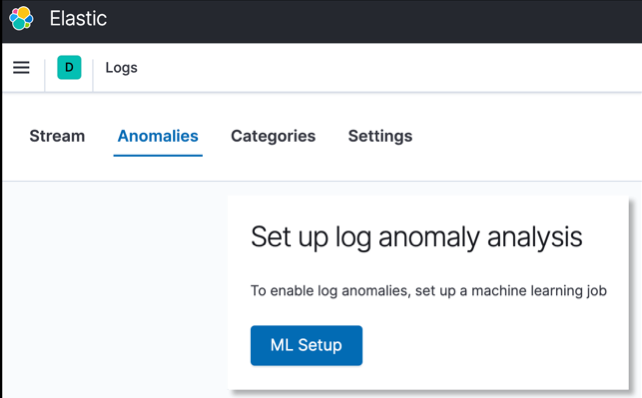 Elastic
D Logs
Stream Anomalies Categories Settings
Set up log anomaly analysis
To enable log anomalies, set up a machine learning job
ML Setup